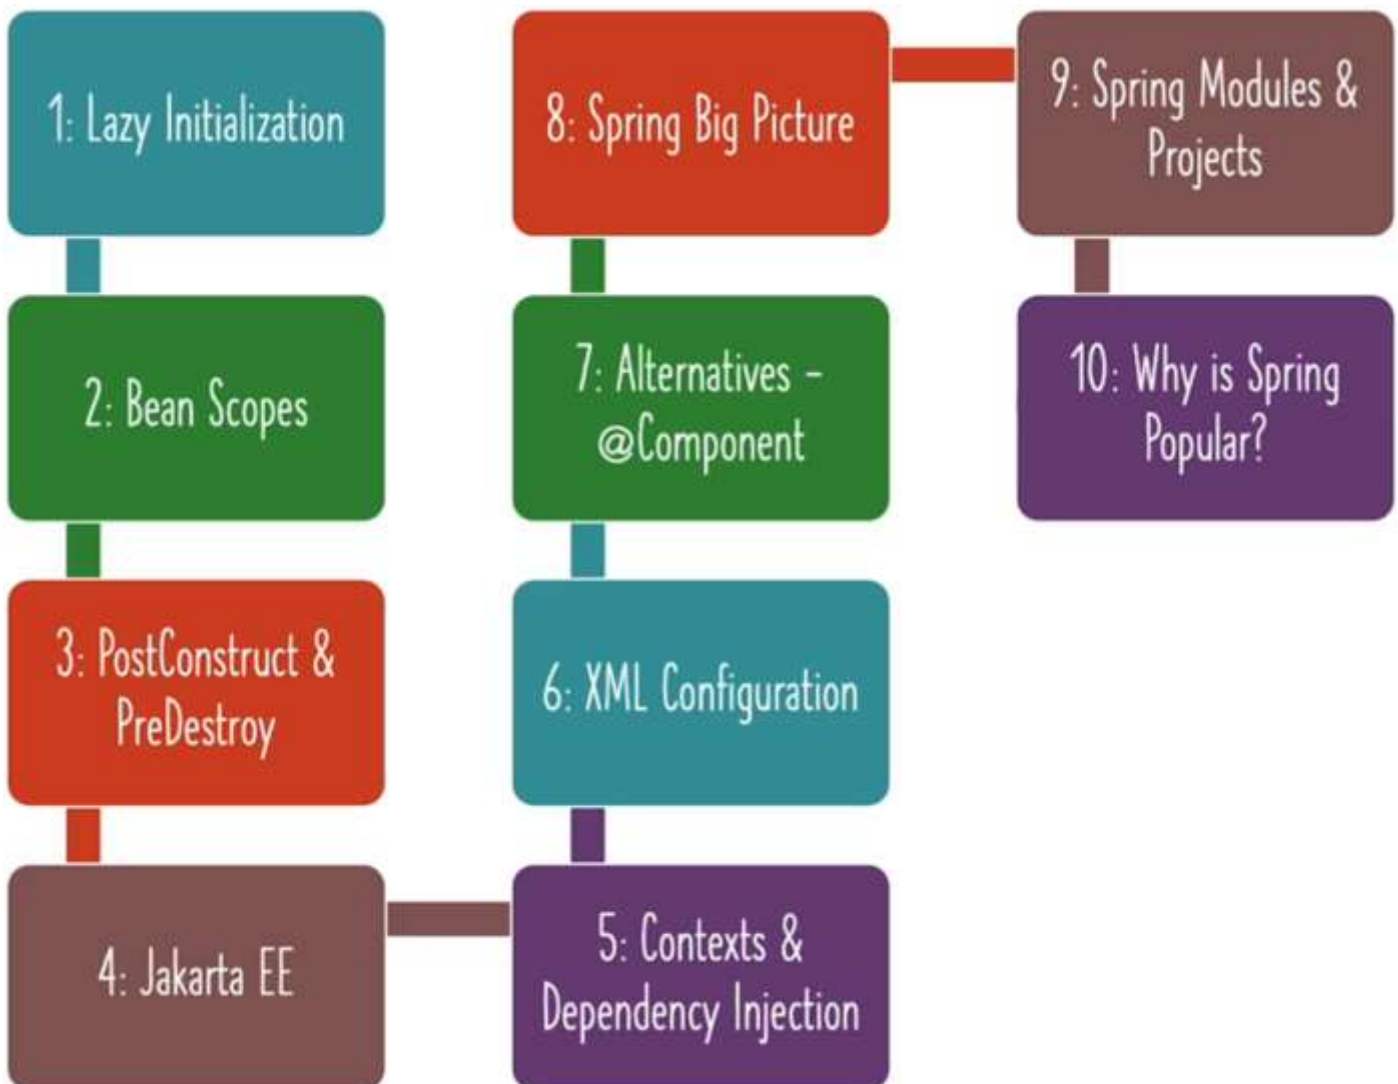 1: Lazy Initialization
2: Bean Scopes
3: PostConstruct &
PreDestroy
4: Jakarta EE
5: Contexts &
Dependency Injection
6: XML Configuration
7: Alternatives -
@Component
8: Spring Big Picture
9: Spring Modules &
Projects
10: Why is Spring
Popular?